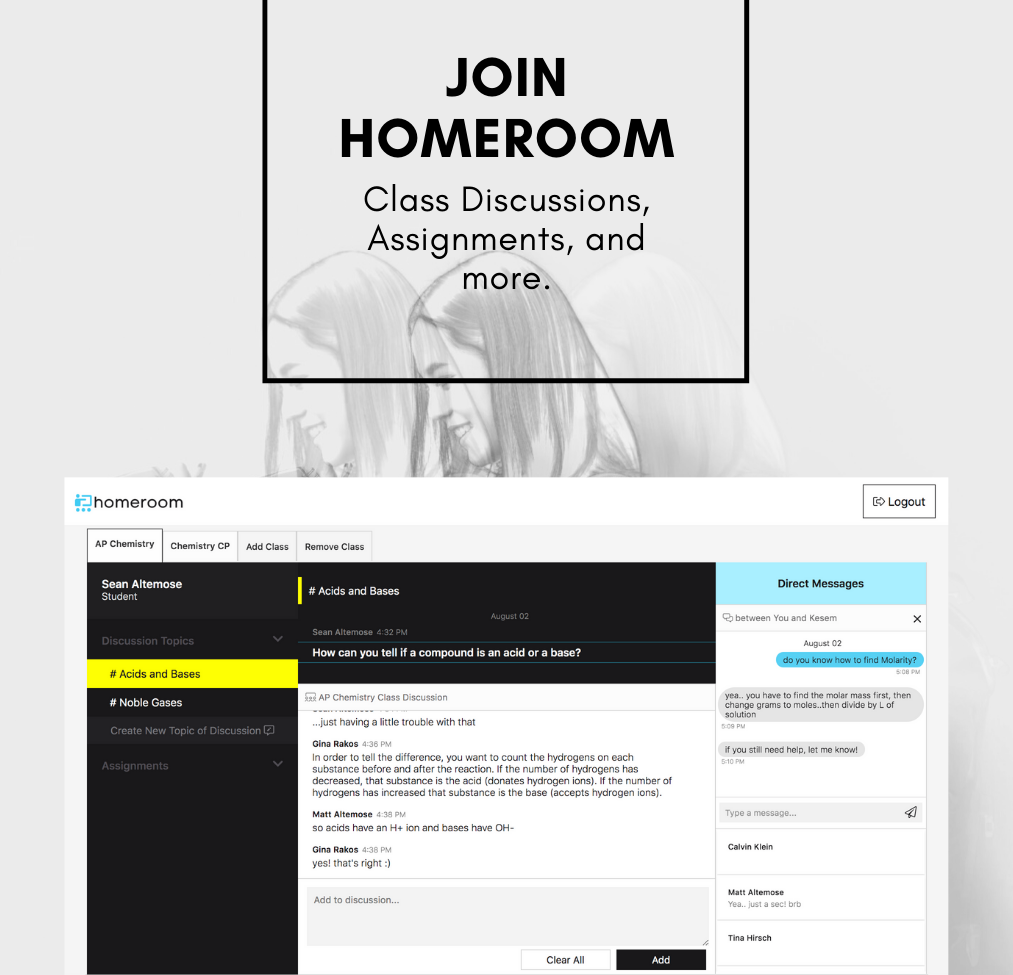 JOIN
HOMEROOM
Class Discussions,
Assignments, and
more.
homeroom
Logout
AP Chemistry
Chemistry CP
Add Class
Remove Class
Sean Altemose
Student
Discussion Topics
# Acids and Bases
# Noble Gases
Create New Topic of Discussion
Assignments
# Acids and Bases
August 02
Sean Altemose 4:32 PM
How can you tell if a compound is an acid or a base?
AP Chemistry Class Discussion
...just having a little trouble with that
Gina Rakos 4:36 PM
In order to tell the difference, you want to count the hydrogens on each
substance before and after the reaction. If the number of hydrogens has
decreased, that substance is the acid (donates hydrogen ions). If the number of
hydrogens has increased that substance is the base (accepts hydrogen ions).
Matt Altemose 4:38 PM
so acids have an H+ ion and bases have OH-
Gina Rakos 4:38 PM
yes! that's right :)
Add to discussion...
Clear All
Add
Direct Messages
between You and Kesem
August 02
do you know how to find Molarity?
5:08 PM
yea.. you have to find the molar mass first, then
change grams to moles..then divide by L of
solution
5:09 PM
if you still need help, let me know!
5:10 PM
Type a message...
Calvin Klein
Matt Altemose
Yea.. just a sec! brb
Tina Hirsch